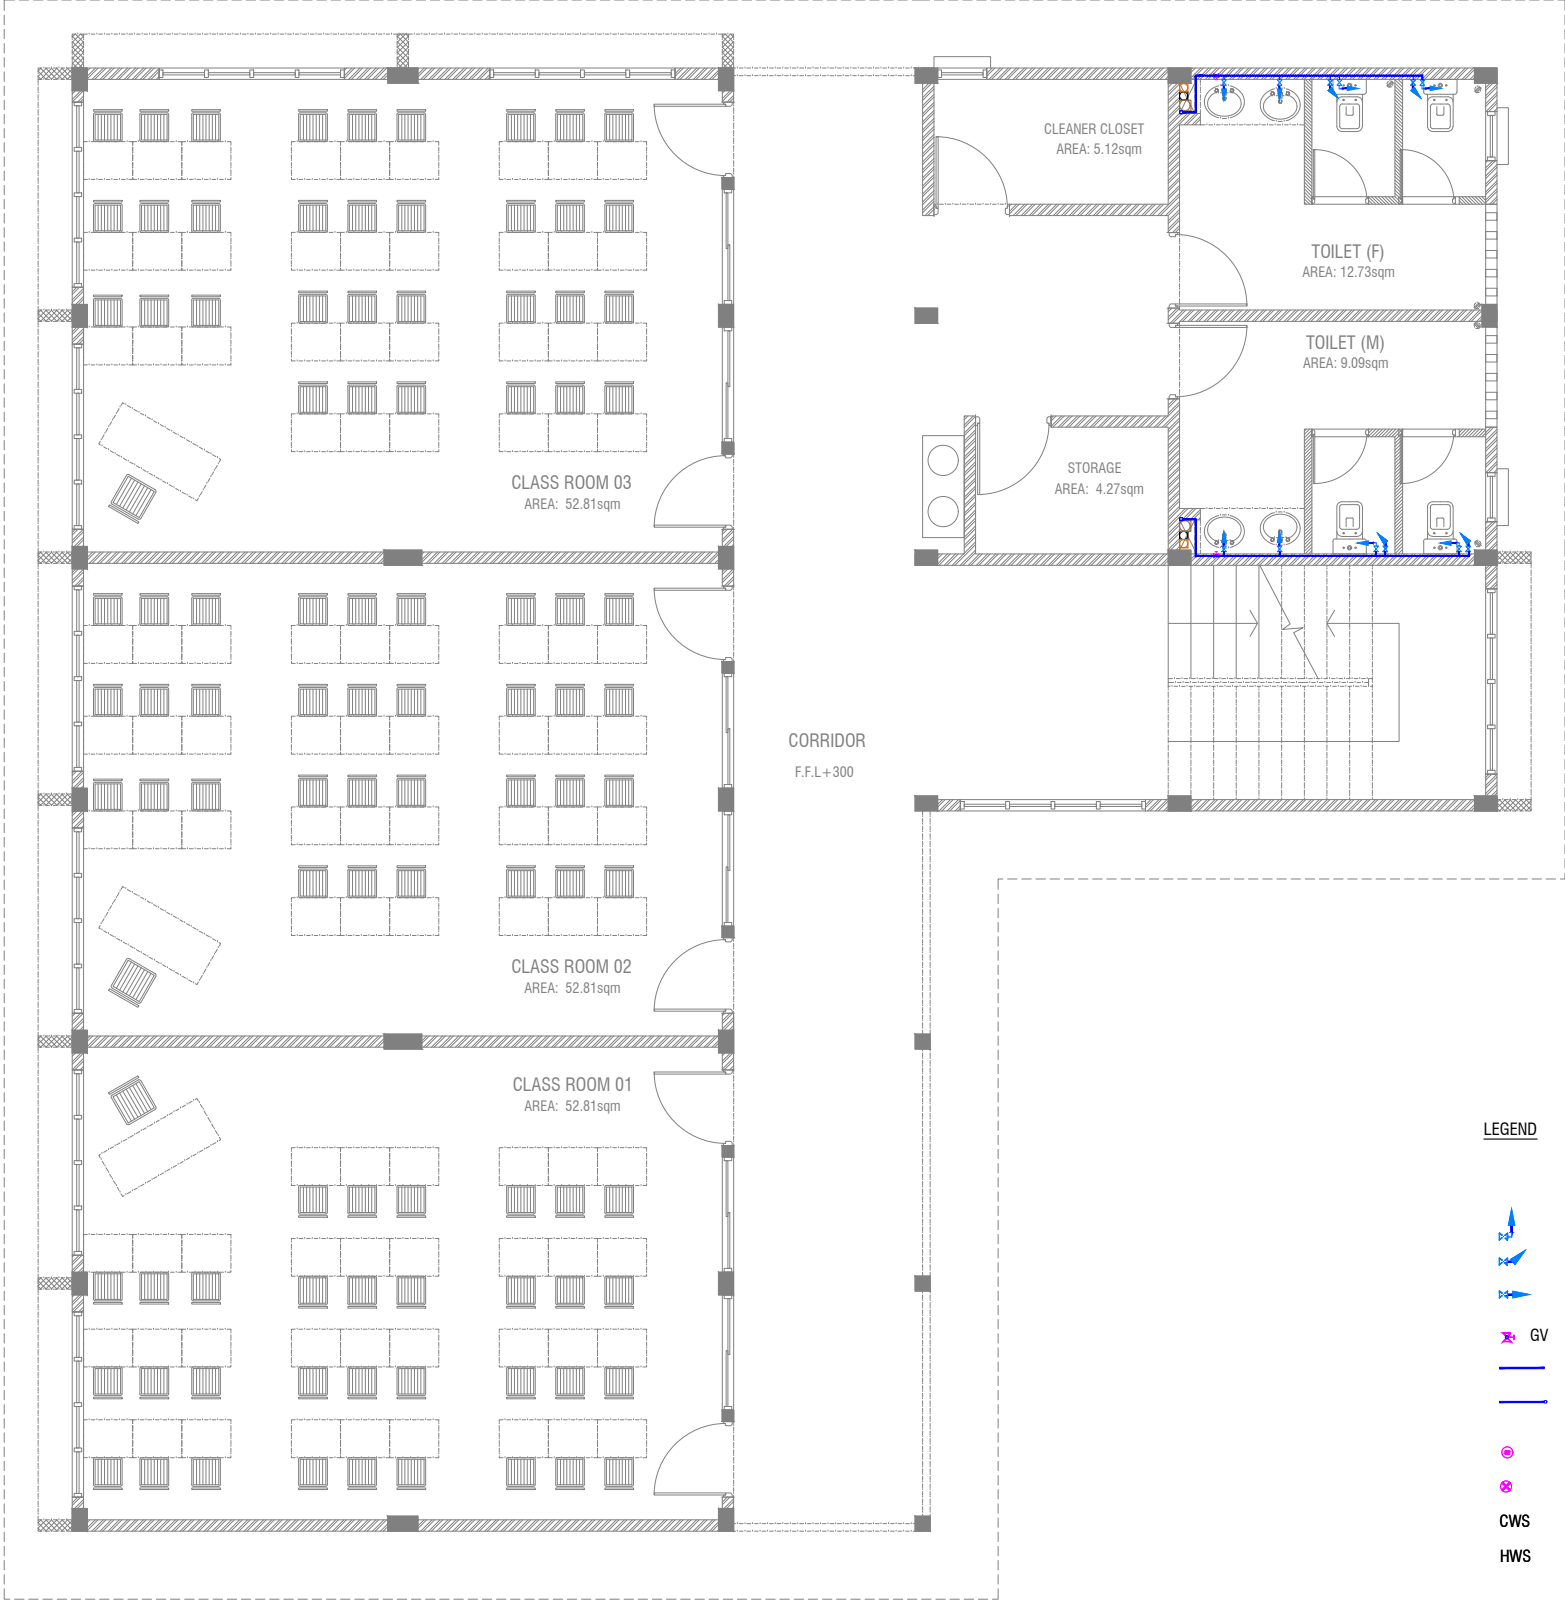 CLEANER CLOSET
AREA: 5.12sqm
TOILET (F)
AREA: 12.73sqm
TOILET (M)
AREA: 9.09sqm
STORAGE
AREA: 4.27sqm
CLASS ROOM 03
AREA: 52.81sqm
CORRIDOR
F.F.L+300
CLASS ROOM 02
AREA: 52.81sqm
CLASS ROOM 01
AREA: 52.81sqm
LEGEND
GV
CWS
HWS